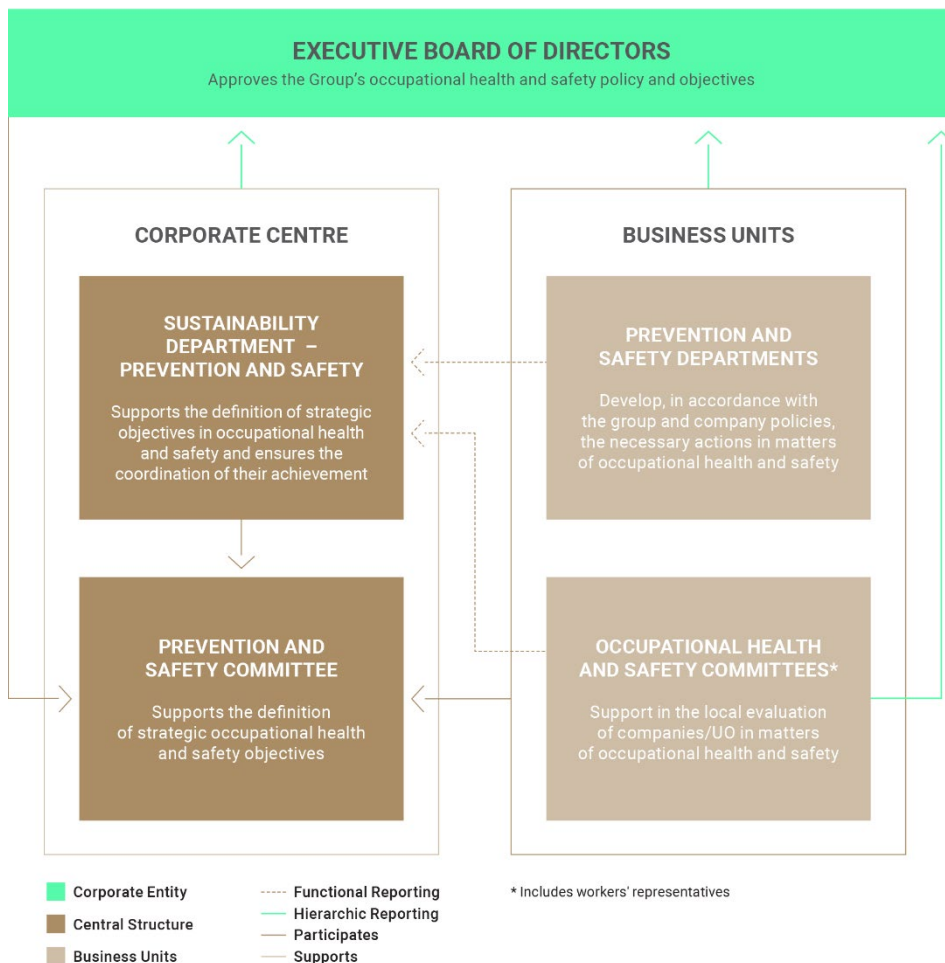 EXECUTIVE BOARD OF DIRECTORS
Approves the Group's occupational health and safety policy and objectives
CORPORATE CENTRE
SUSTAINABILITY
DEPARTMENT –
PREVENTION AND SAFETY
Supports the definition of strategic
objectives in occupational health
and safety and ensures the
coordination of their achievement
PREVENTION AND
SAFETY COMMITTEE
Supports the definition
of strategic occupational health
and safety objectives
BUSINESS UNITS
PREVENTION AND
SAFETY DEPARTMENTS
Develop, in accordance with
the group and company policies,
the necessary actions in matters
of occupational health and safety
OCCUPATIONAL HEALTH
AND SAFETY COMMITTEES*
Support in the local evaluation
of companies/UO in matters
of occupational health and safety
Corporate Entity
Central Structure
Business Units
Functional Reporting
Hierarchic Reporting
Participates
Supports
* Includes workers' representatives